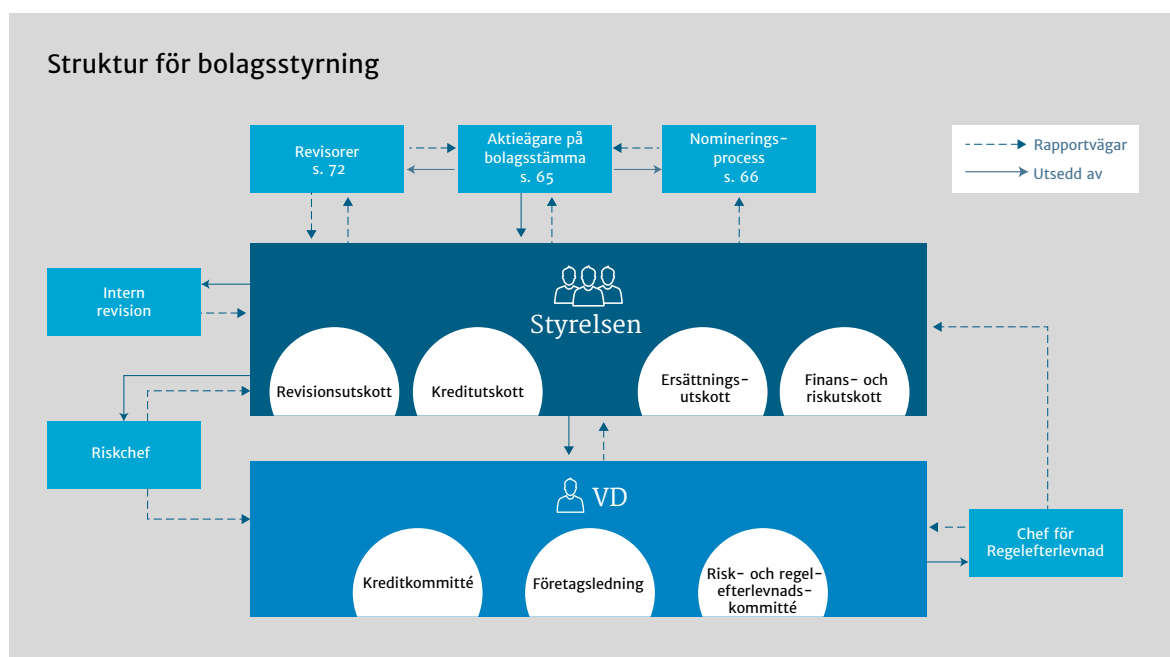 Struktur för bolagsstyrning
Revisorer
s. 72
Aktieägare på
bolagsstämma
s. 65
Nominerings-
process
s. 66
Rapportvägar
Utsedd av
Intern
revision
Styrelsen
Revisionsutskott
Kreditutskott
Ersättnings-
utskott
Finans- och
riskutskott
Riskchef
VD
Kreditkommitté
Företagsledning
Risk- och regel-
efterlevnads-
kommitté
Chef för
Regelefterlevnad